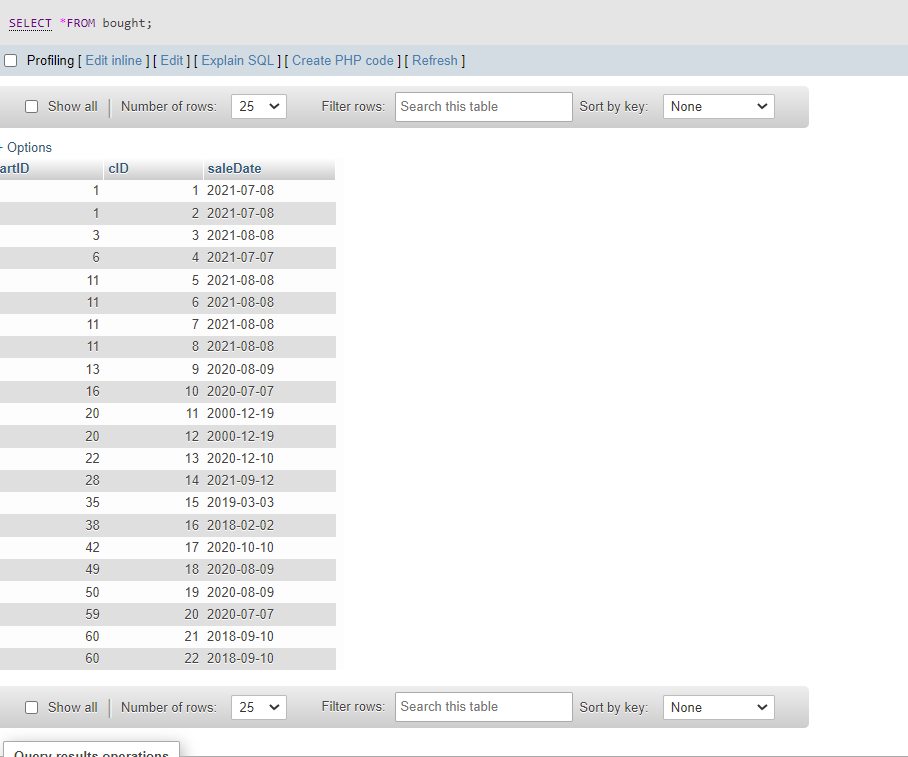 SELECT *FROM bought;
Profiling [ Edit inline ] [ Edit ] [ Explain SQL ] [ Create PHP code ] [ Refresh ]
Show all | Number of rows: 25 Filter rows: Search this table Sort by key: None
+ Options
artID cID saleDate
1 1 2021-07-08
1 2 2021-07-08
3 3 2021-08-08
6 4 2021-07-07
11 5 2021-08-08
11 6 2021-08-08
11 7 2021-08-08
11 8 2021-08-08
13 9 2020-08-09
16 10 2020-07-07
20 11 2000-12-19
20 12 2000-12-19
22 13 2020-12-10
28 14 2021-09-12
35 15 2019-03-03
38 16 2018-02-02
42 17 2020-10-10
49 18 2020-08-09
50 19 2020-08-09
59 20 2020-07-07
60 21 2018-09-10
60 22 2018-09-10
Show all | Number of rows: 25 Filter rows: Search this table Sort by key: None
Query results operations